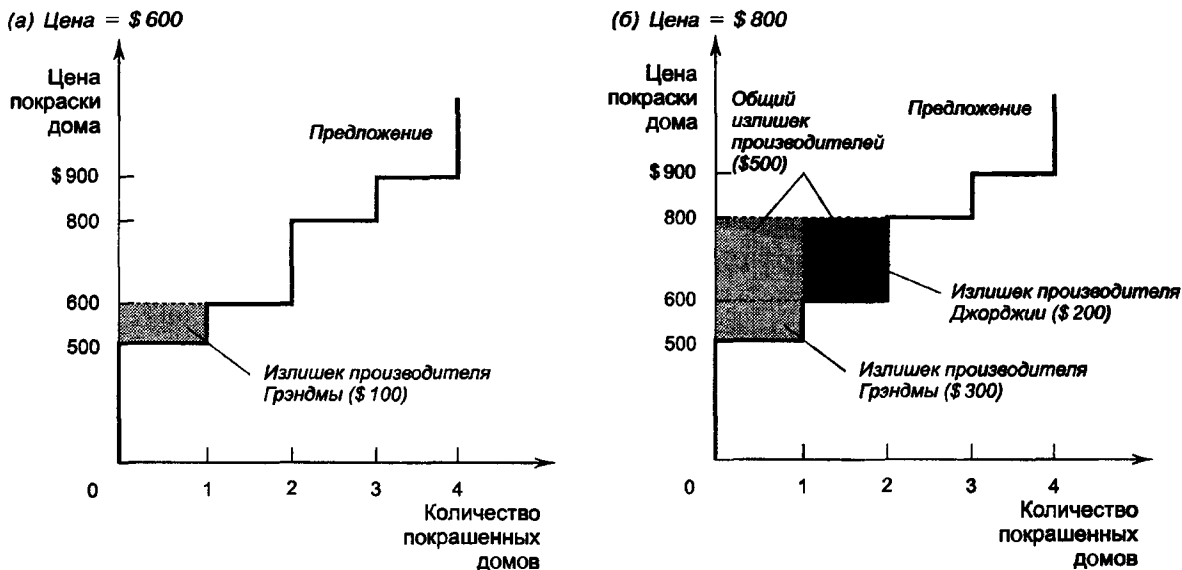 (а) Цена = $ 600
Цена
покраски
дома
$ 900
800
600
500
0
1
2
3
4
Предложение
Излишек производителя
Грэндмы ($ 100)
Количество
покрашенных
домов
(б) Цена = $ 800
Цена
покраски
дома
$ 900
800
600
500
0
1
2
3
4
Общий
излишек
производителей
($500)
Предложение
Излишек производителя
Джорджии ($ 200)
Излишек производителя
Грэндмы ($ 300)
Количество
покрашенных
домов